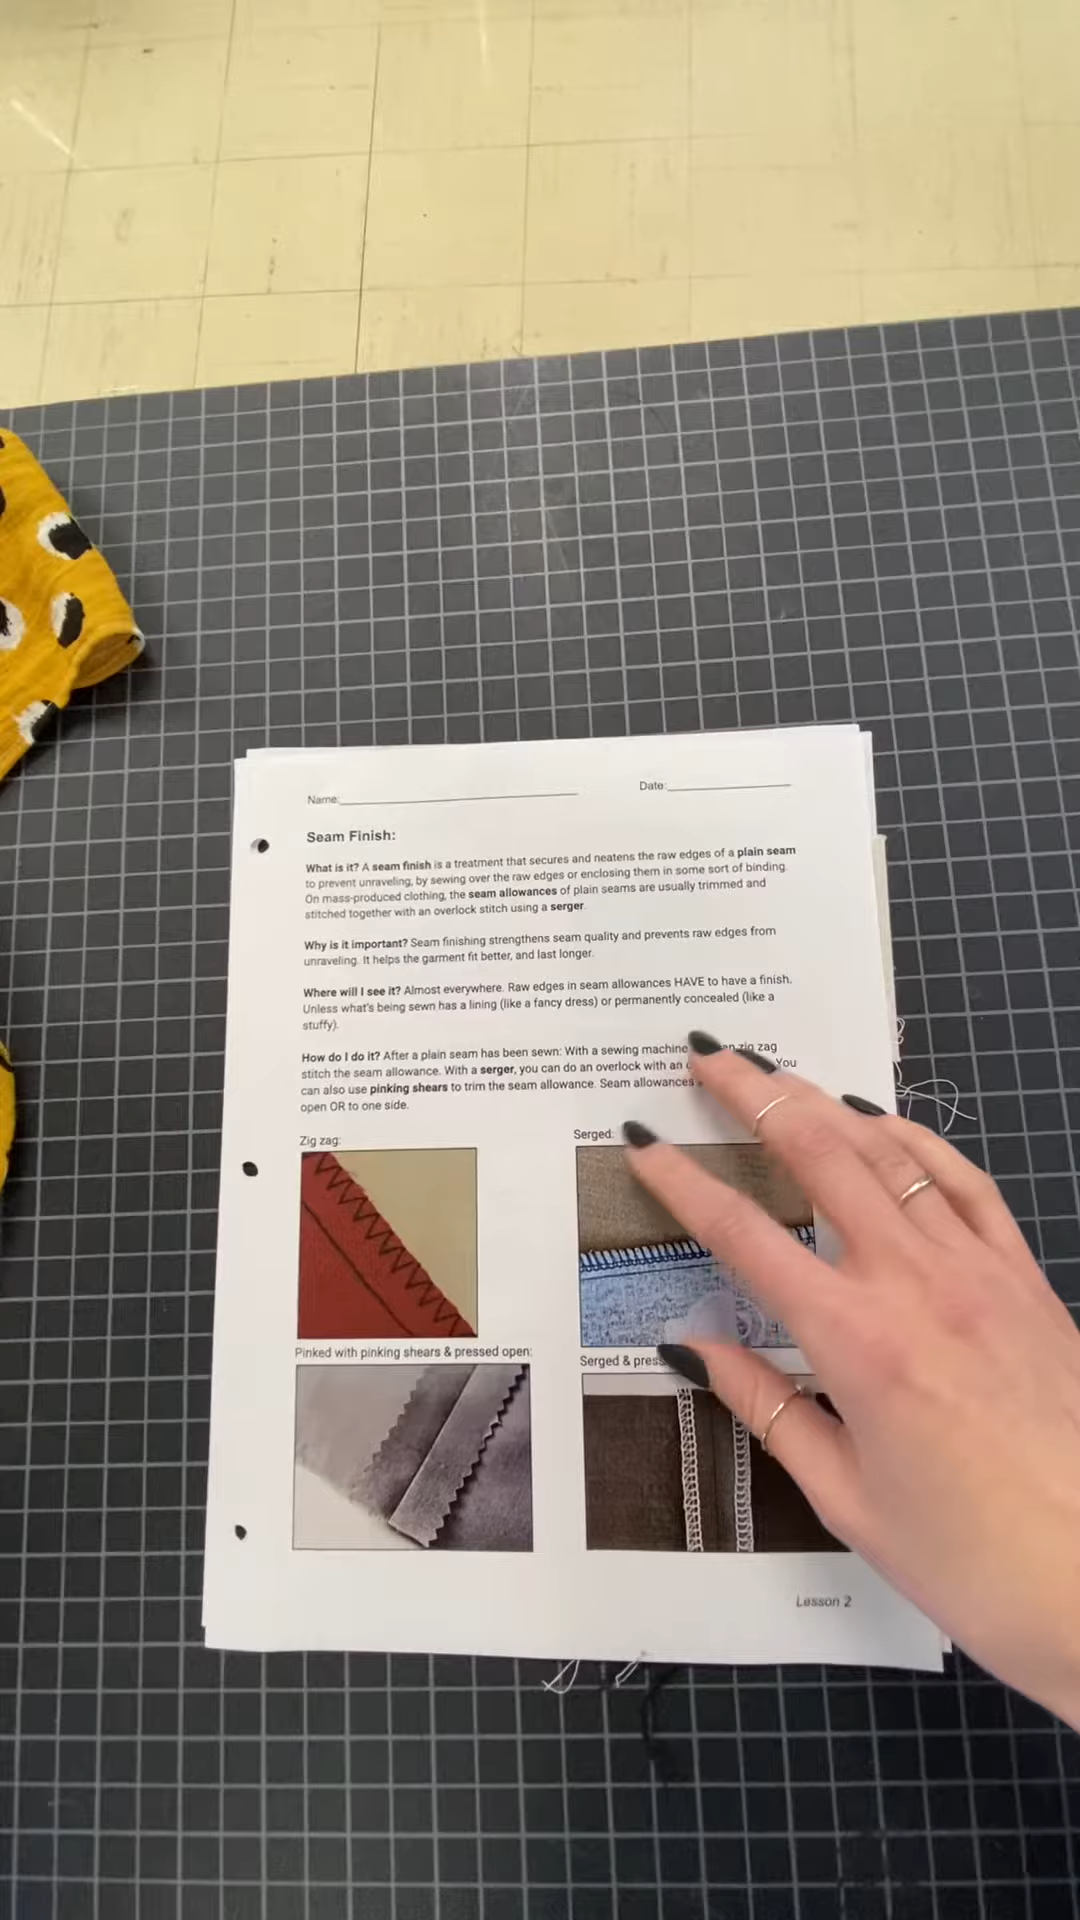 Name: Date:
Seam Finish:
What is it? A seam finish is a treatment that secures and neatens the raw edges of a plain seam
to prevent unraveling, by sewing over the raw edges or enclosing them in some sort of binding.
On mass-produced clothing, the seam allowances of plain seams are usually trimmed and
stitched together with an overlock stitch using a serger.
Why is it important? Seam finishing strengthens seam quality and prevents raw edges from
unraveling. It helps the garment fit better, and last longer.
Where will I see it? Almost everywhere. Raw edges in seam allowances HAVE to have a finish.
Unless what's being sewn has a lining (like a fancy dress) or permanently concealed (like a
stuffy).
How do I do it? After a plain seam has been sewn: With a sewing machine zig zag
stitch the seam allowance. With a serger, you can do an overlock with an You
can also use pinking shears to trim the seam allowance. Seam allowances
open OR to one side.
Zig zag: Serged:
Pinked with pinking shears & pressed open: Serged &
Lesson 2